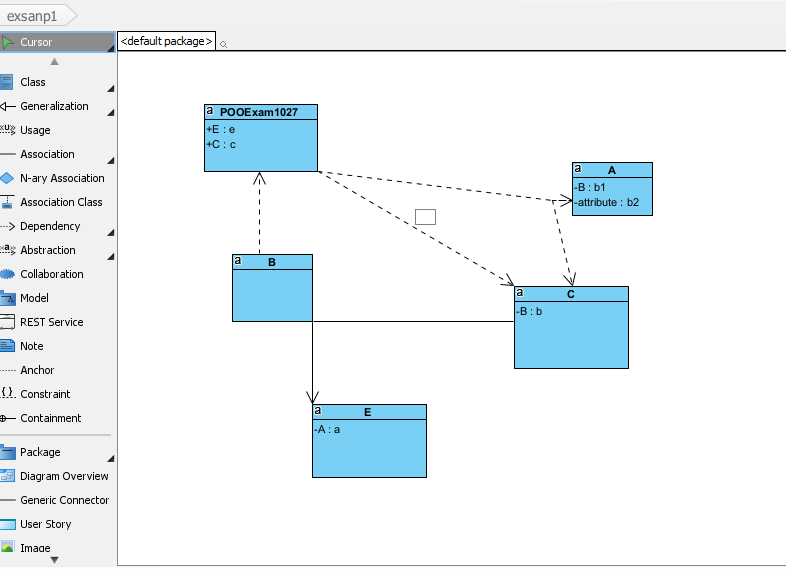 exsanp1
Cursor
Class
Generalization
Usage
Association
N-ary Association
Association Class
Dependency
Abstraction
Collaboration
Model
REST Service
Note
Anchor
Constraint
Containment
Package
Diagram Overview
Generic Connector
User Story
Image
<default package>
a POOExam1027
+E : e
+C : c
a A
-B : b1
-attribute : b2
a B
a C
-B : b
a E
-A : a